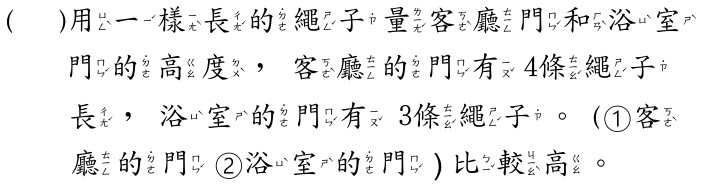 (　　)用一一樣長的繩子量客廳門和浴室
門的高度，客廳的門有 4條繩子
長，浴室的門有 3條繩子。(①客
廳的門 ②浴室的門)比較高。